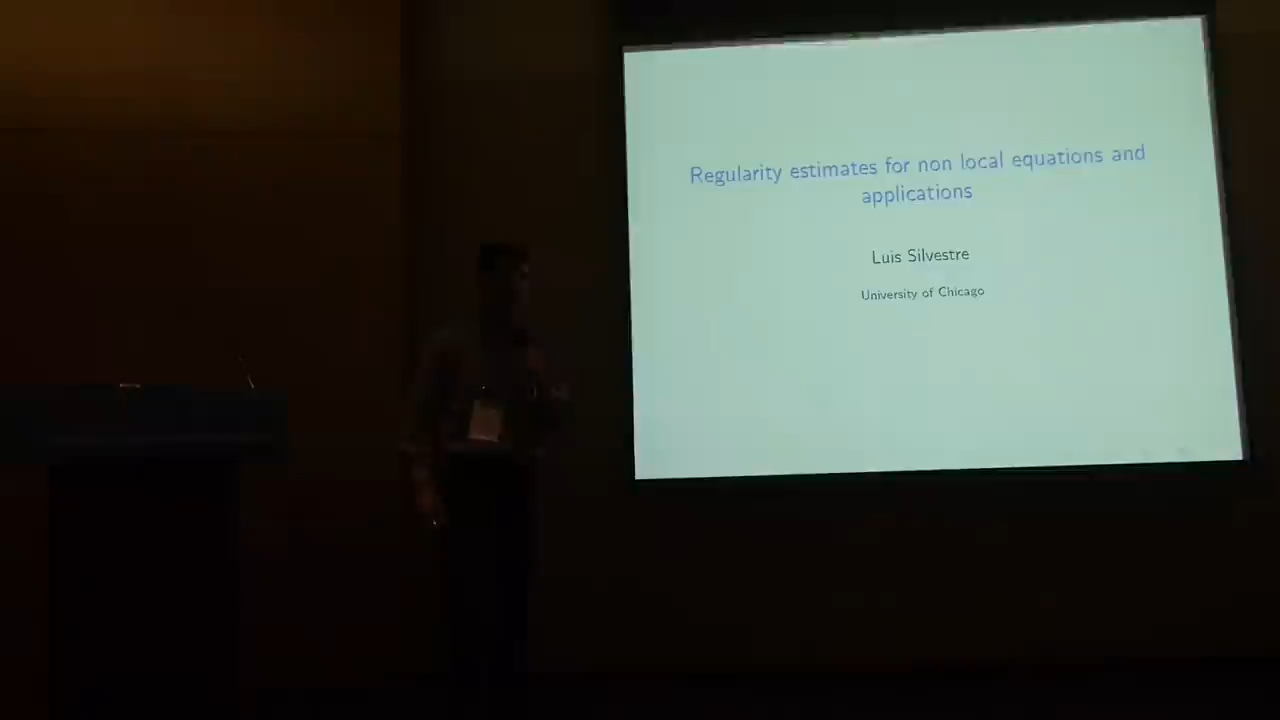 Regularity estimates for non local equations and
applications
Luis Silvestre
University of Chicago